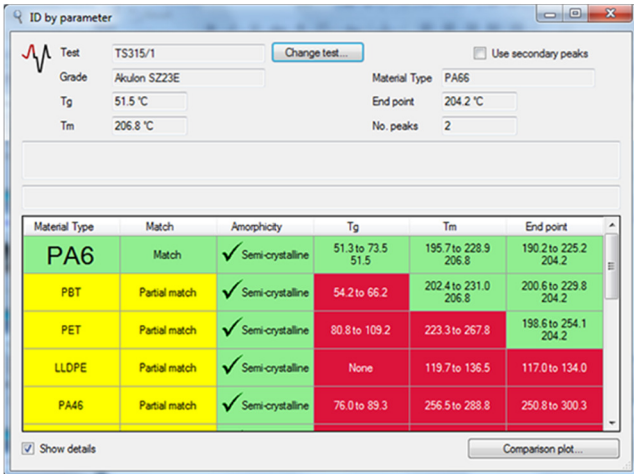 ID by parameter
Test TS315/1 Change test... Use secondary peaks
Grade Akulon SZ23E Material Type PA66
Tg 51.5 °C End point 204.2 °C
Tm 206.8 °C No. peaks 2
Material Type Match Amorphicity Tg Tm End point
PA6 Match Semi-crystalline 51.3 to 73.5 195.7 to 228.9 190.2 to 225.2
51.5 206.8 204.2
PBT Partial match Semi-crystalline 54.2 to 66.2 202.4 to 231.0 200.6 to 229.8
206.8 204.2
PET Partial match Semi-crystalline 80.8 to 109.2 223.3 to 267.8 198.6 to 254.1
204.2
LLDPE Partial match Semi-crystalline None 119.7 to 136.5 117.0 to 134.0
PA46 Partial match Semi-crystalline 76.0 to 89.3 256.5 to 288.8 250.8 to 300.3
Show details Comparison plot...